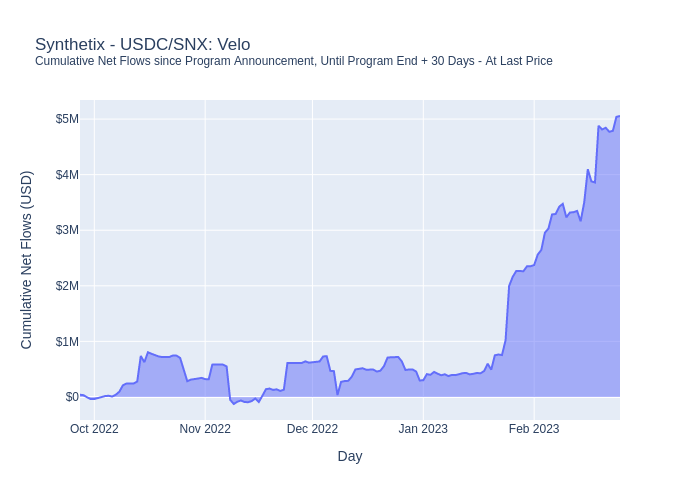 Synthetix - USDC/SNX: Velo
Cumulative Net Flows since Program Announcement, Until Program End + 30 Days - At Last Price
Cumulative Net Flows (USD)
$5M
$4M
$3M
$2M
$1M
$0
Oct 2022 Nov 2022 Dec 2022 Jan 2023 Feb 2023
Day